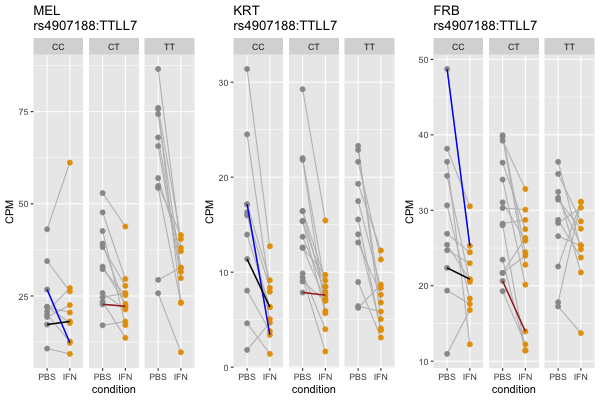 MEL
rs4907188:TTLL7
CC CT TT
CPM
75
50
25
PBS IFN PBS IFN PBS IFN
condition
KRT
rs4907188:TTLL7
CC CT TT
CPM
30
20
10
0
PBS IFN PBS IFN PBS IFN
condition
FRB
rs4907188:TTLL7
CC CT TT
CPM
50
40
30
20
10
PBS IFN PBS IFN PBS IFN
condition